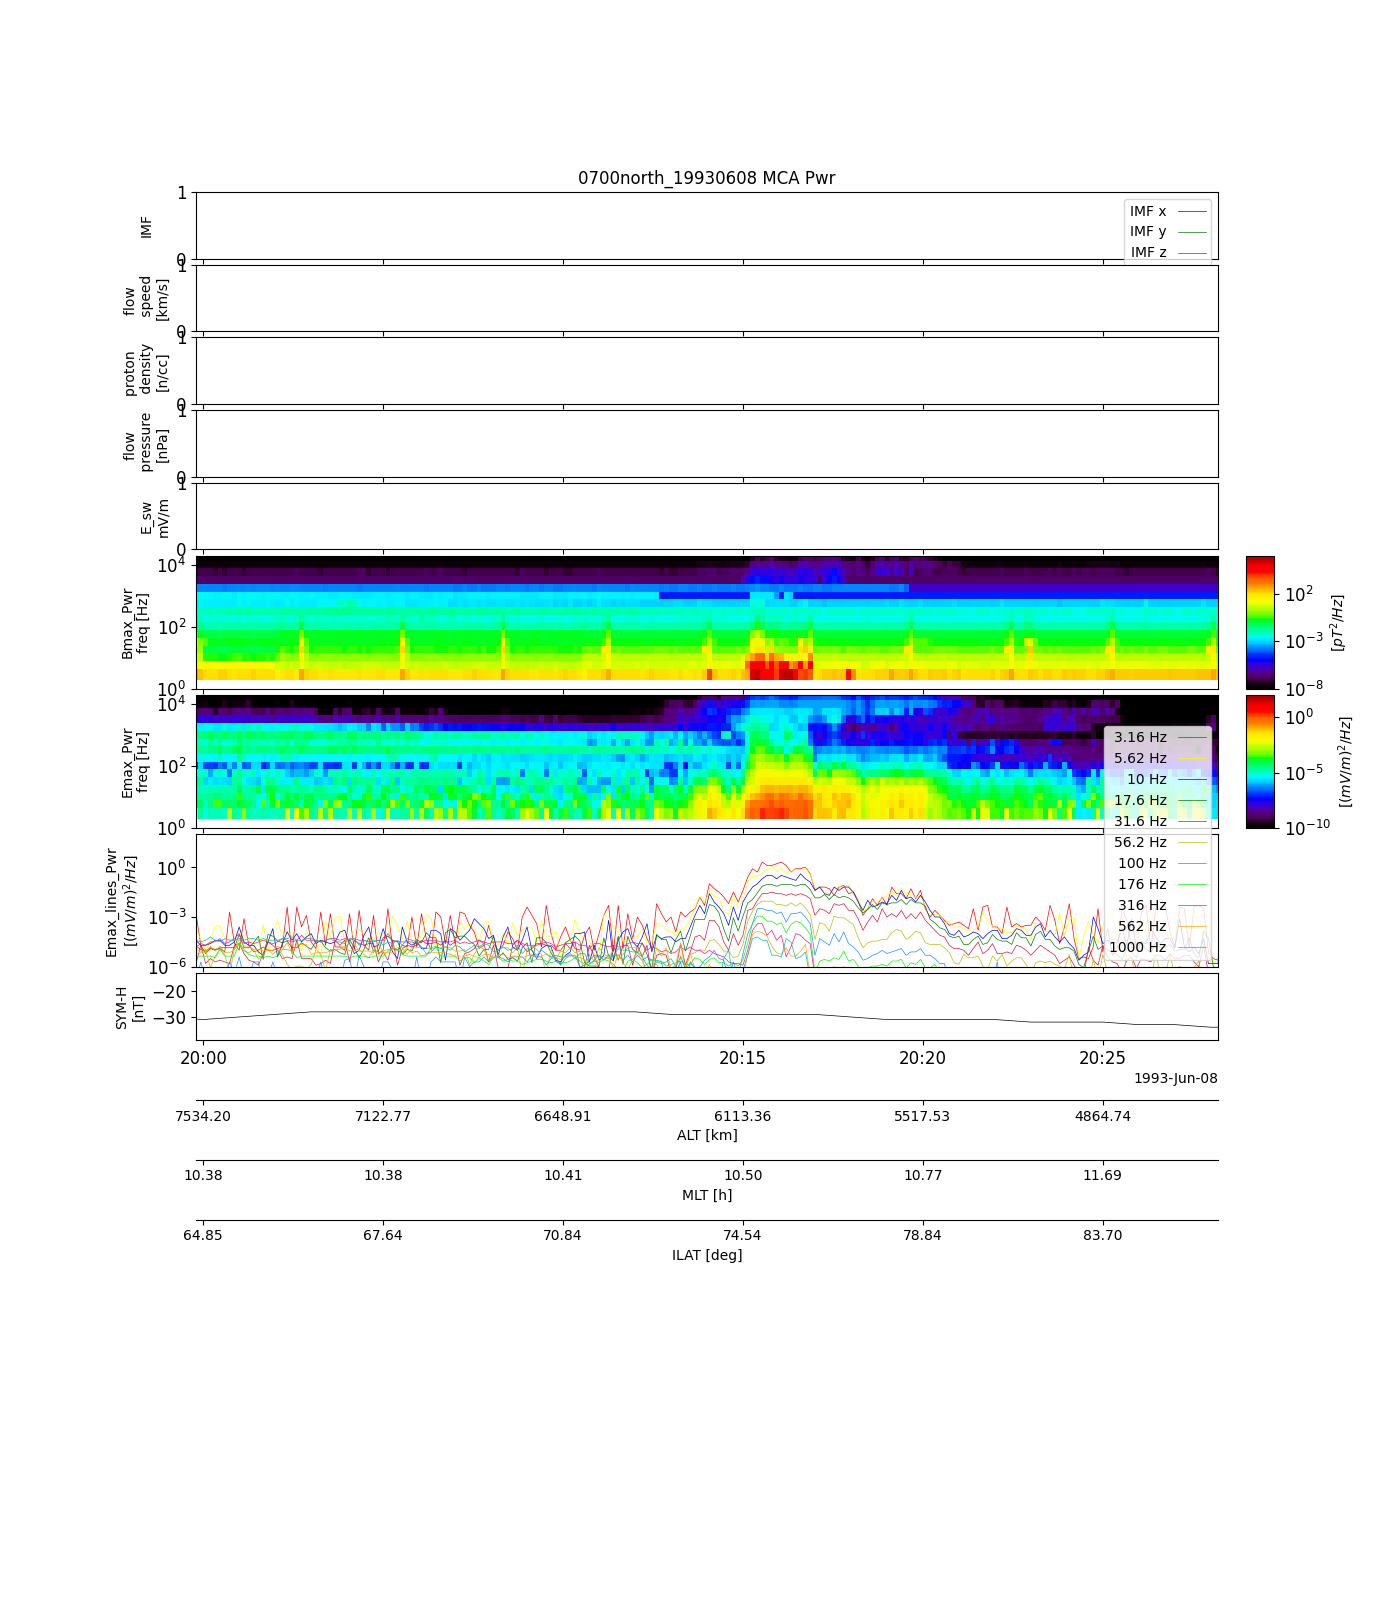 0700north_19930608 MCA Pwr
1
IMF
0
IMF x
IMF y
IMF z
1
flow
speed
[km/s]
0
1
proton
density
[n/cc]
0
1
flow
pressure
[nPa]
0
1
E_sw
mV/m
0
10^4
10^2
10^0
Bmax_Pwr
freq [Hz]
10^2
10^-3
10^-8
[pT^2/Hz]
10^4
10^2
10^0
Emax_Pwr
freq [Hz]
10^0
10^-5
10^-10
[(mV/m)^2/Hz]
3.16 Hz
5.62 Hz
10 Hz
17.6 Hz
31.6 Hz
56.2 Hz
100 Hz
176 Hz
316 Hz
562 Hz
1000 Hz
10^0
10^-3
10^-6
Emax_lines_Pwr
[(mV/m)^2/Hz]
−20
−30
SYM-H
[nT]
20:00 20:05 20:10 20:15 20:20 20:25
1993-Jun-08
7534.20 7122.77 6648.91 6113.36 5517.53 4864.74
ALT [km]
10.38 10.38 10.41 10.50 10.77 11.69
MLT [h]
64.85 67.64 70.84 74.54 78.84 83.70
ILAT [deg]